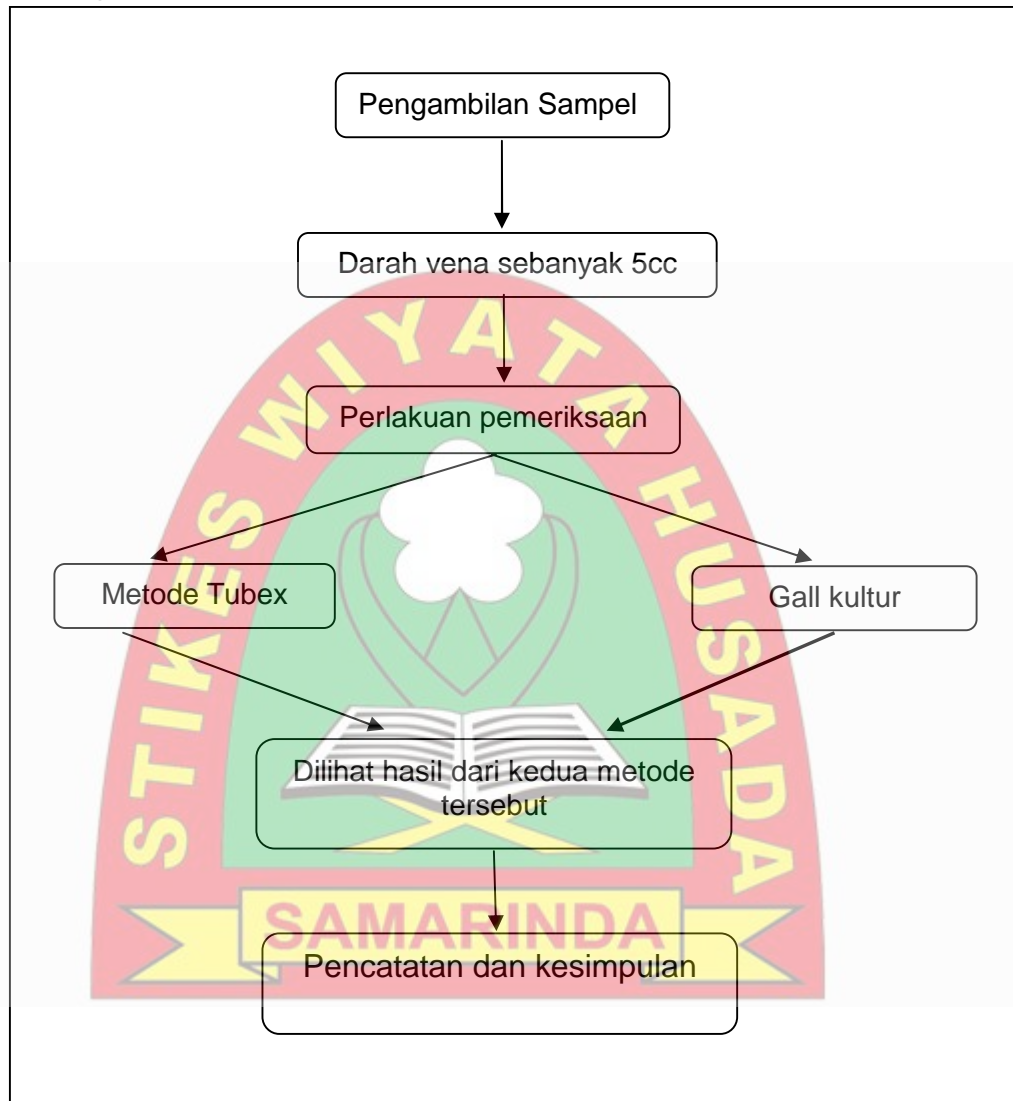 Pengambilan Sampel
Darah vena sebanyak 5cc
Perlakuan pemeriksaan
Metode Tubex
Gall kultur
Dilihat hasil dari kedua metode
tersebut
Pencatatan dan kesimpulan
STIKES WIYATA HUSADA
SAMARINDA